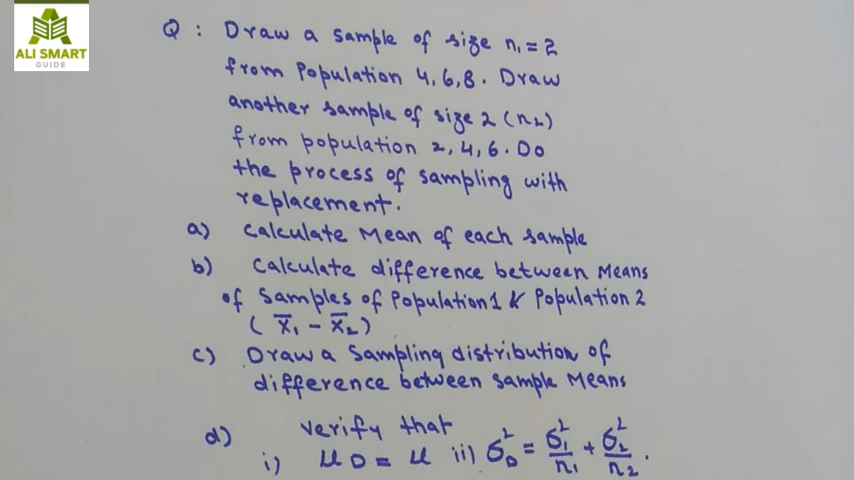 ALI SMART
GUIDE
Q : Draw a sample of size n₁ = 2
from Population 4, 6, 8. Draw
another sample of size 2 (n₂)
from population 2, 4, 6. Do
the process of sampling with
replacement.
a) Calculate Mean of each sample
b) Calculate difference between Means
of Samples of Population 1 & Population 2
( X̄₁ - X̄₂ )
c) Draw a Sampling distribution of
difference between sample Means
d) verify that
i) μD = μ ii) σ²D = σ₁²/n₁ + σ₂²/n₂.